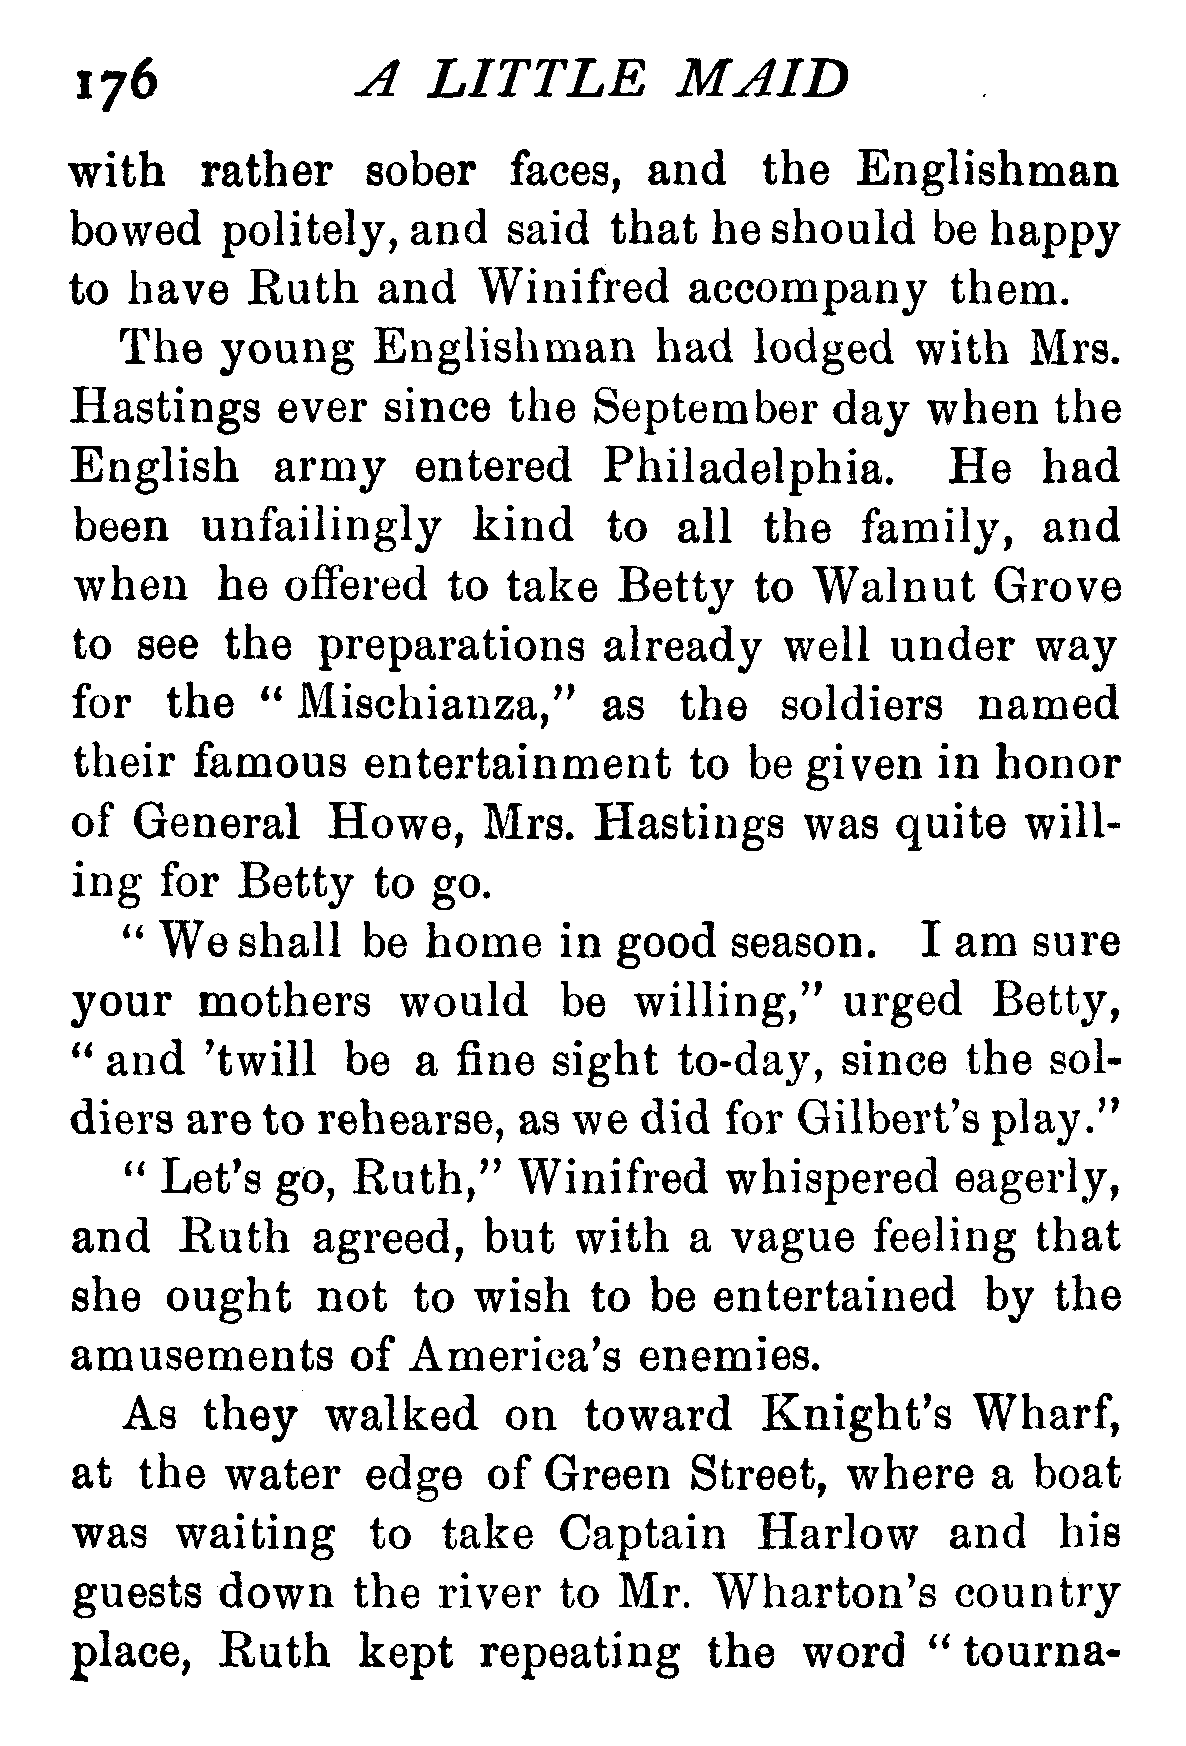 176 A LITTLE MAID
with rather sober faces, and the Englishman
bowed politely, and said that he should be happy
to have Ruth and Winifred accompany them.
The young Englishman had lodged with Mrs.
Hastings ever since the September day when the
English army entered Philadelphia. He had
been unfailingly kind to all the family, and
when he offered to take Betty to Walnut Grove
to see the preparations already well under way
for the “ Mischianza,” as the soldiers named
their famous entertainment to be given in honor
of General Howe, Mrs. Hastings was quite will-
ing for Betty to go.
“ We shall be home in good season. I am sure
your mothers would be willing,” urged Betty,
“ and ’twill be a fine sight to-day, since the sol-
diers are to rehearse, as we did for Gilbert’s play.”
“ Let’s go, Ruth,” Winifred whispered eagerly,
and Ruth agreed, but with a vague feeling that
she ought not to wish to be entertained by the
amusements of America’s enemies.
As they walked on toward Knight’s Wharf,
at the water edge of Green Street, where a boat
was waiting to take Captain Harlow and his
guests down the river to Mr. Wharton’s country
place, Ruth kept repeating the word “ tourna-